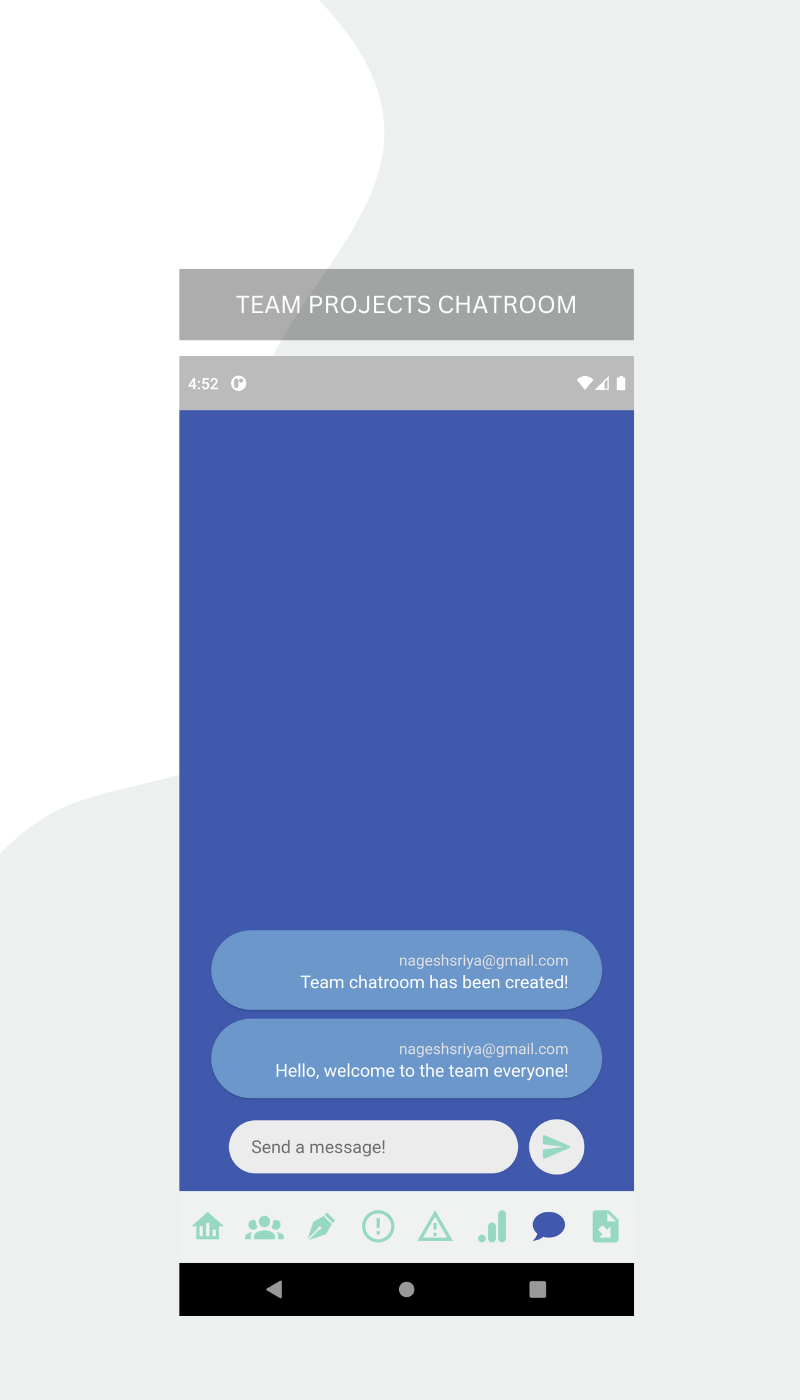 TEAM PROJECTS CHATROOM
4:52
nageshsriya@gmail.com
Team chatroom has been created!
nageshsriya@gmail.com
Hello, welcome to the team everyone!
Send a message!